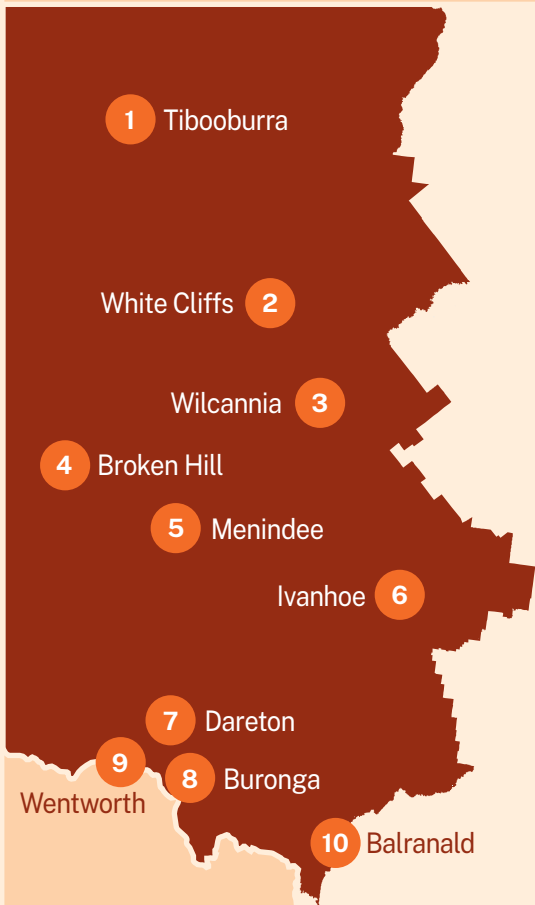 1 Tibooburra
White Cliffs 2
Wilcannia 3
4 Broken Hill
5 Menindee
Ivanhoe 6
7 Dareton
9
Wentworth
8 Buronga
10 Balranald